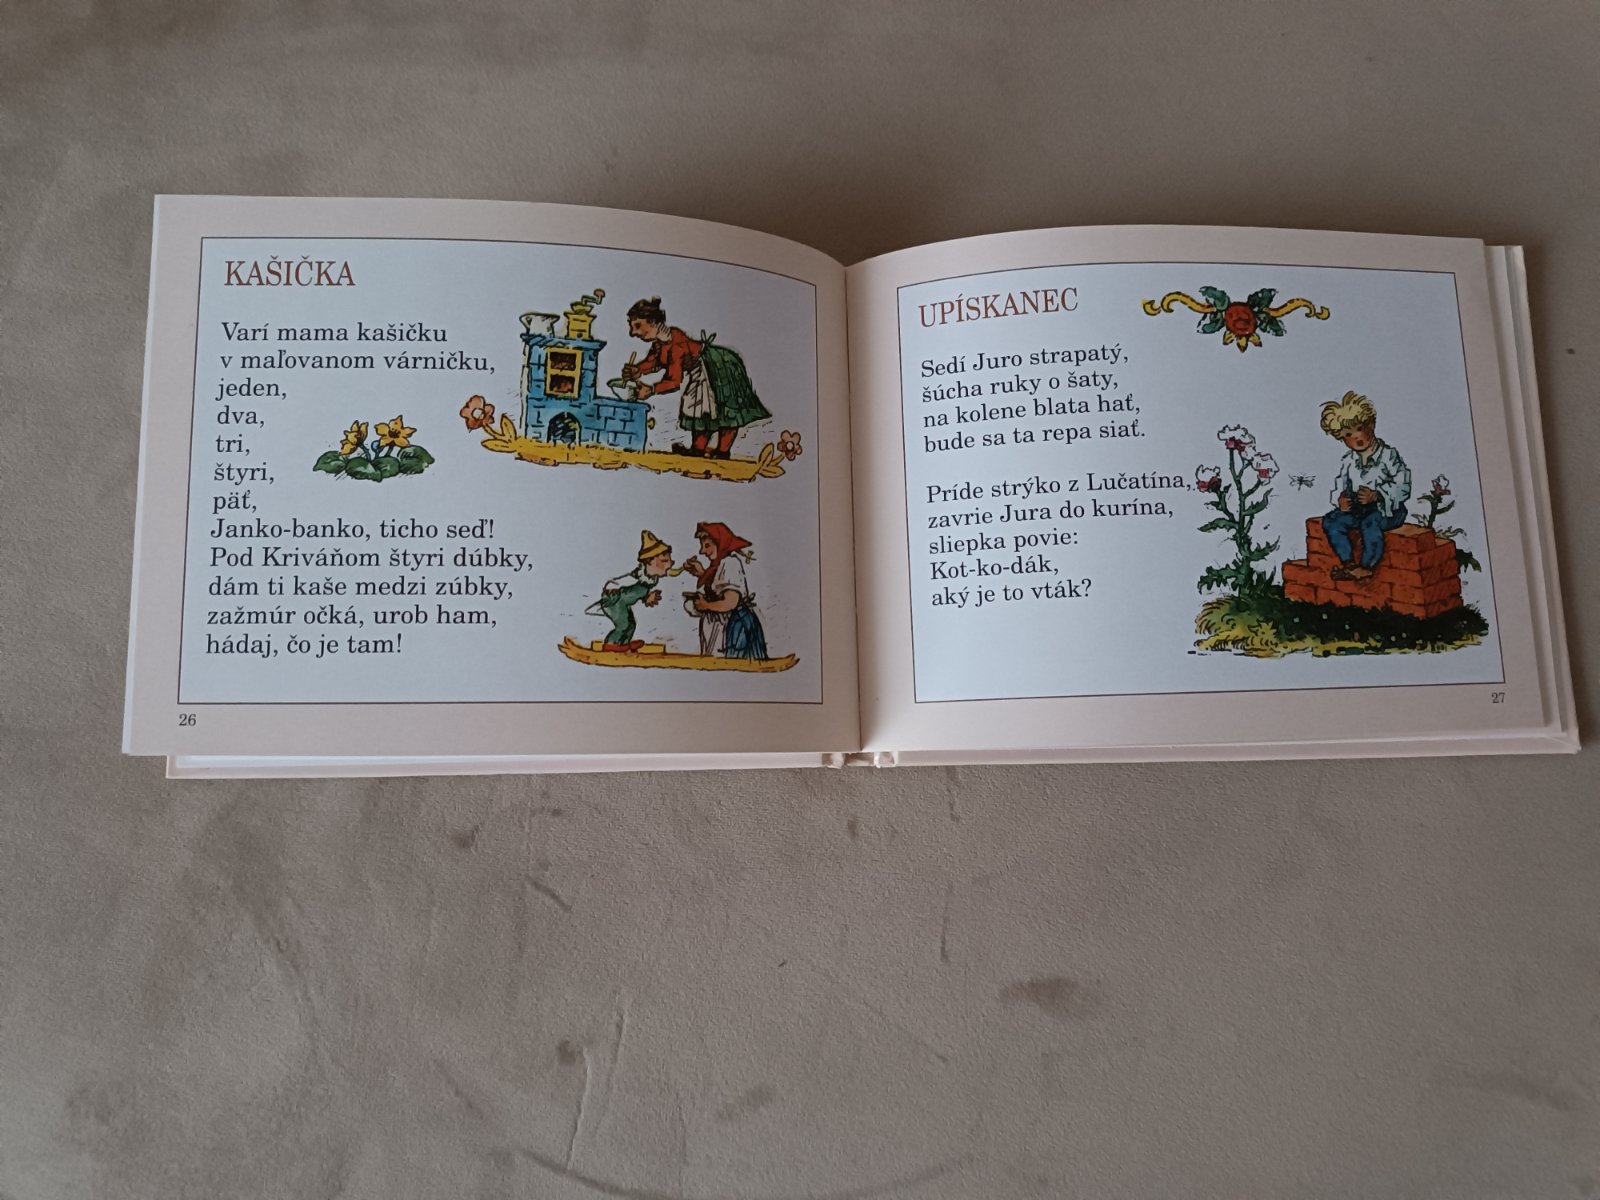 KAŠIČKA
Varí mama kašičku
v maľovanom várničku,
jeden,
dva,
tri,
štyri,
päť,
Janko-banko, ticho seď!
Pod Kriváňom štyri dúbky,
dám ti kaše medzi zúbky,
zažmúr očká, urob ham,
hádaj, čo je tam!
26
UPÍSKANEC
Sedí Juro strapatý,
šúcha ruky o šaty,
na kolene blata hať,
bude sa ta repa siať.
Príde strýko z Lučatína,
zavrie Jura do kurína,
sliepka povie:
Kot-ko-dák,
aký je to vták?
27